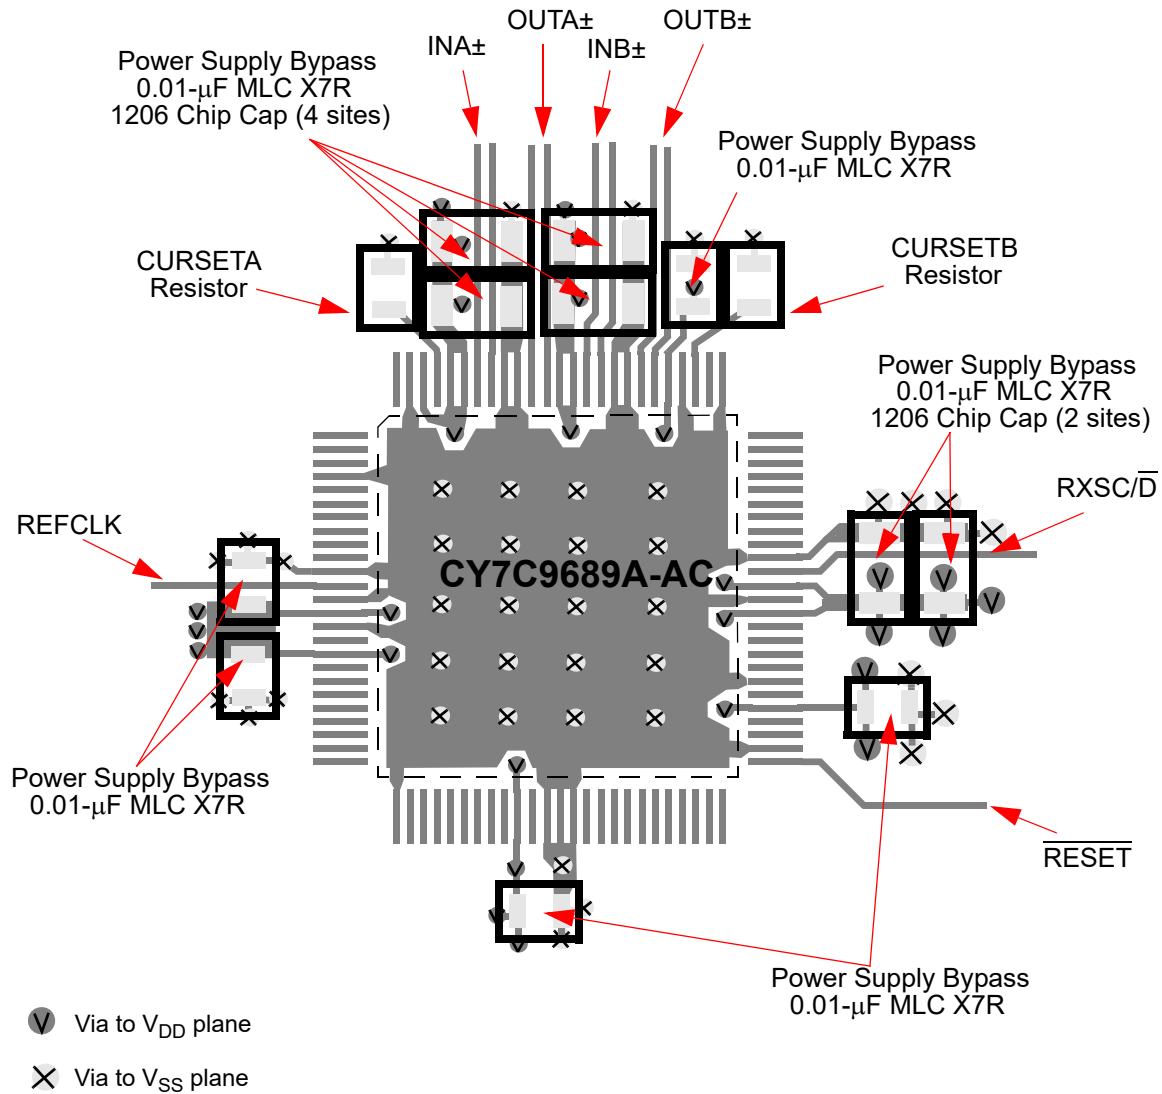 OUTA±
OUTB±
INA±
INB±
Power Supply Bypass
0.01-μF MLC X7R
1206 Chip Cap (4 sites)
Power Supply Bypass
0.01-μF MLC X7R
CURSETA
Resistor
CURSETB
Resistor
Power Supply Bypass
0.01-μF MLC X7R
1206 Chip Cap (2 sites)
RXSC/D̅
REFCLK
CY7C9689A-AC
Power Supply Bypass
0.01-μF MLC X7R
R̅E̅S̅E̅T̅
Power Supply Bypass
0.01-μF MLC X7R
V Via to VDD plane
Via to VSS plane